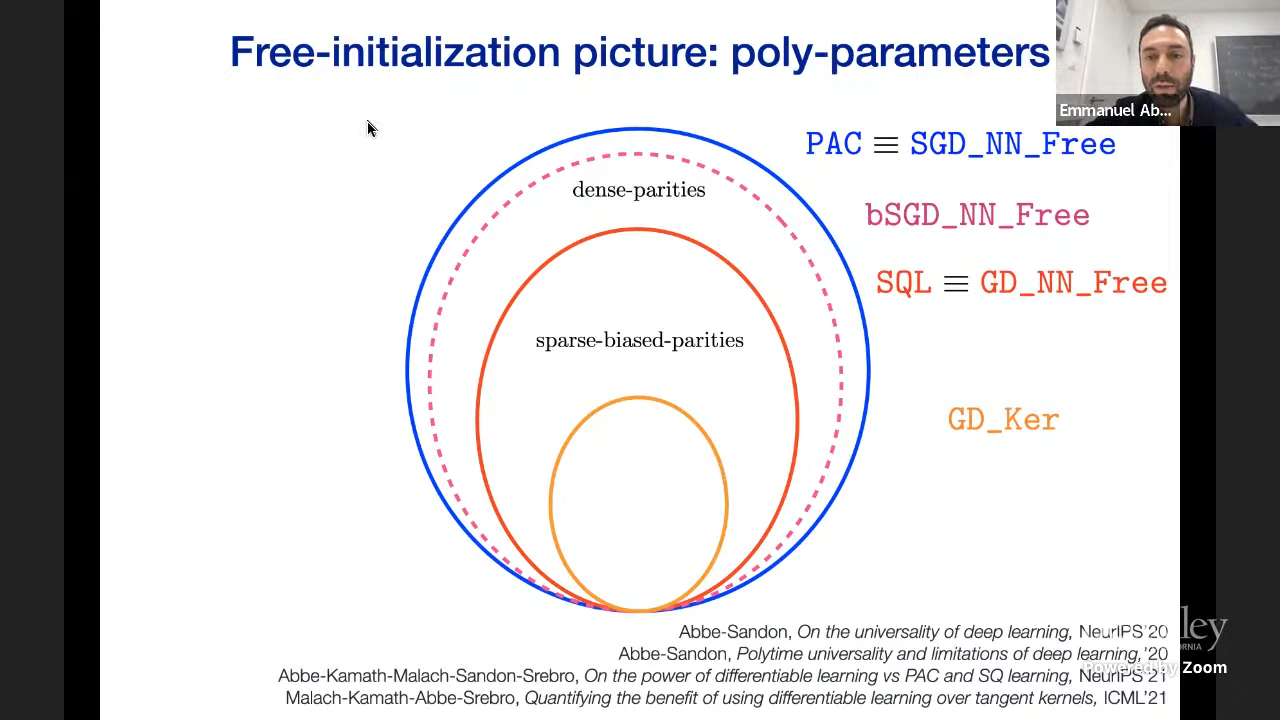 Free-initialization picture: poly-parameters
Emmanuel Ab...
PAC ≡ SGD_NN_Free
dense-parities
bSGD_NN_Free
SQL ≡ GD_NN_Free
sparse-biased-parities
GD_Ker
Abbe-Sandon, On the universality of deep learning, NeurIPS'20
Abbe-Sandon, Polytime universality and limitations of deep learning,'20
Abbe-Kamath-Malach-Sandon-Srebro, On the power of differentiable learning vs PAC and SQ learning, NeurIPS'21
Malach-Kamath-Abbe-Srebro, Quantifying the benefit of using differentiable learning over tangent kernels, ICML'21
Powered by Zoom